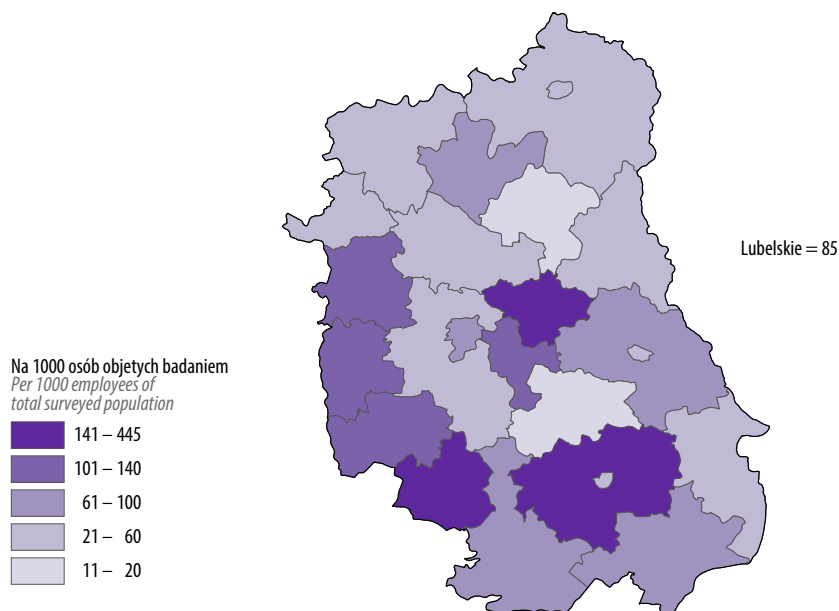 Lubelskie = 85
Na 1000 osób objetych badaniem
Per 1000 employees of
total surveyed population
141 – 445
101 – 140
61 – 100
21 – 60
11 – 20